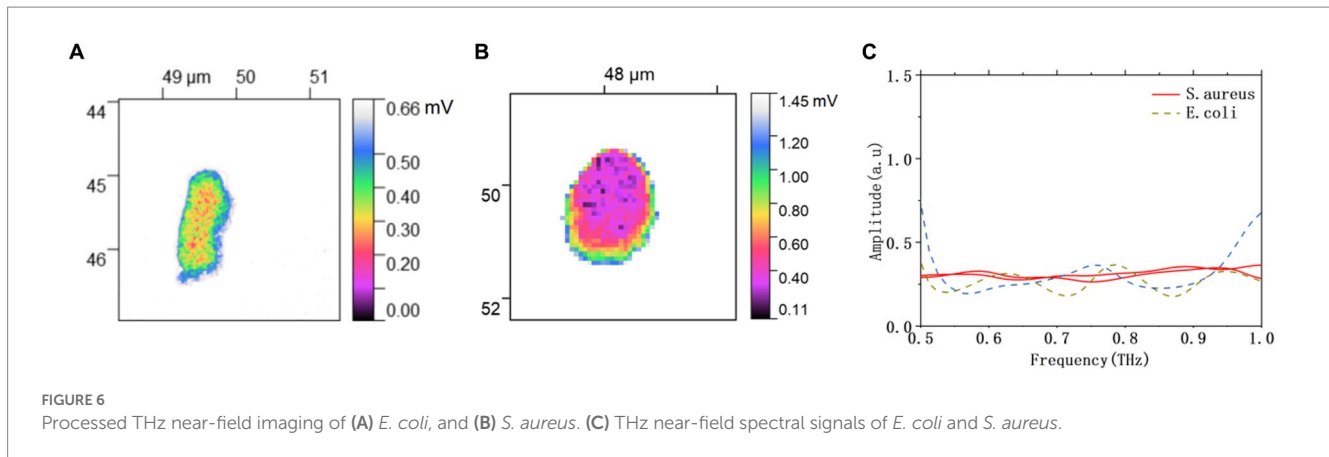 A
49 μm 50 51
44
45
46
0.66 mV
0.50
0.40
0.30
0.20
0.10
0.00
B
48 μm
50
52
1.45 mV
1.20
1.00
0.80
0.60
0.40
0.11
C
1.5
1.0
0.5
0.0
Amplitude(a.u)
S.aureus
E.coli
0.5 0.6 0.7 0.8 0.9 1.0
Frequency(THz)
FIGURE 6
Processed THz near-field imaging of (A) E. coli, and (B) S. aureus. (C) THz near-field spectral signals of E. coli and S. aureus.